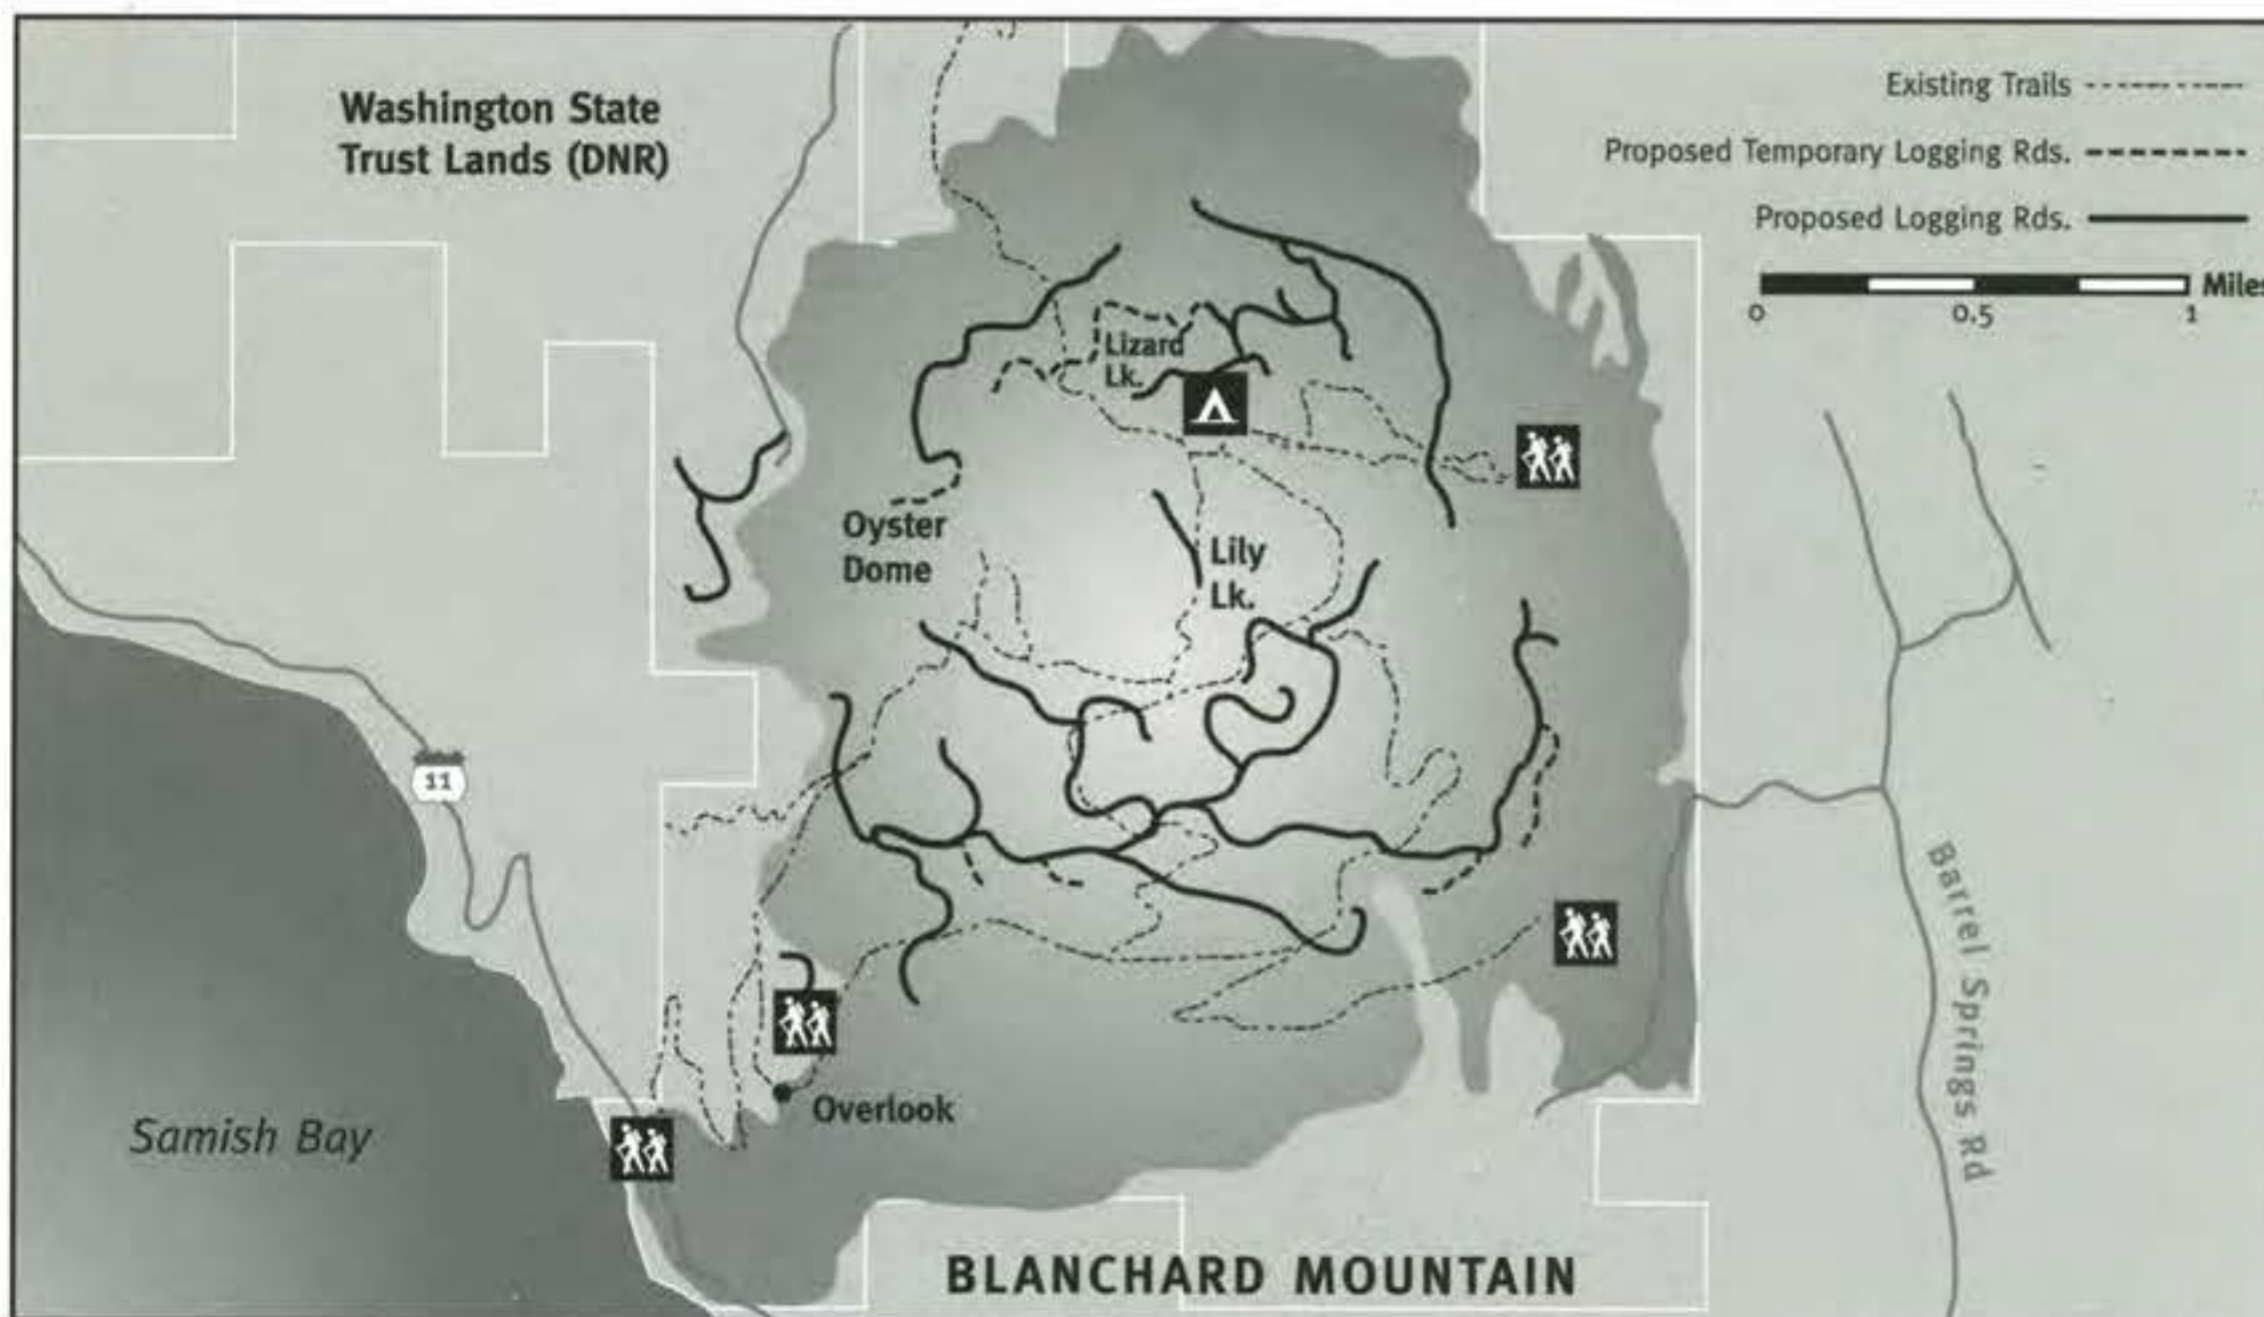 Washington State
Trust Lands (DNR)
Existing Trails
Proposed Temporary Logging Rds.
Proposed Logging Rds.
Miles
0 0.5 1
Lizard
Lk.
Oyster
Dome
Lily
Lk.
11
Barrel Springs Rd
Overlook
Samish Bay
BLANCHARD MOUNTAIN